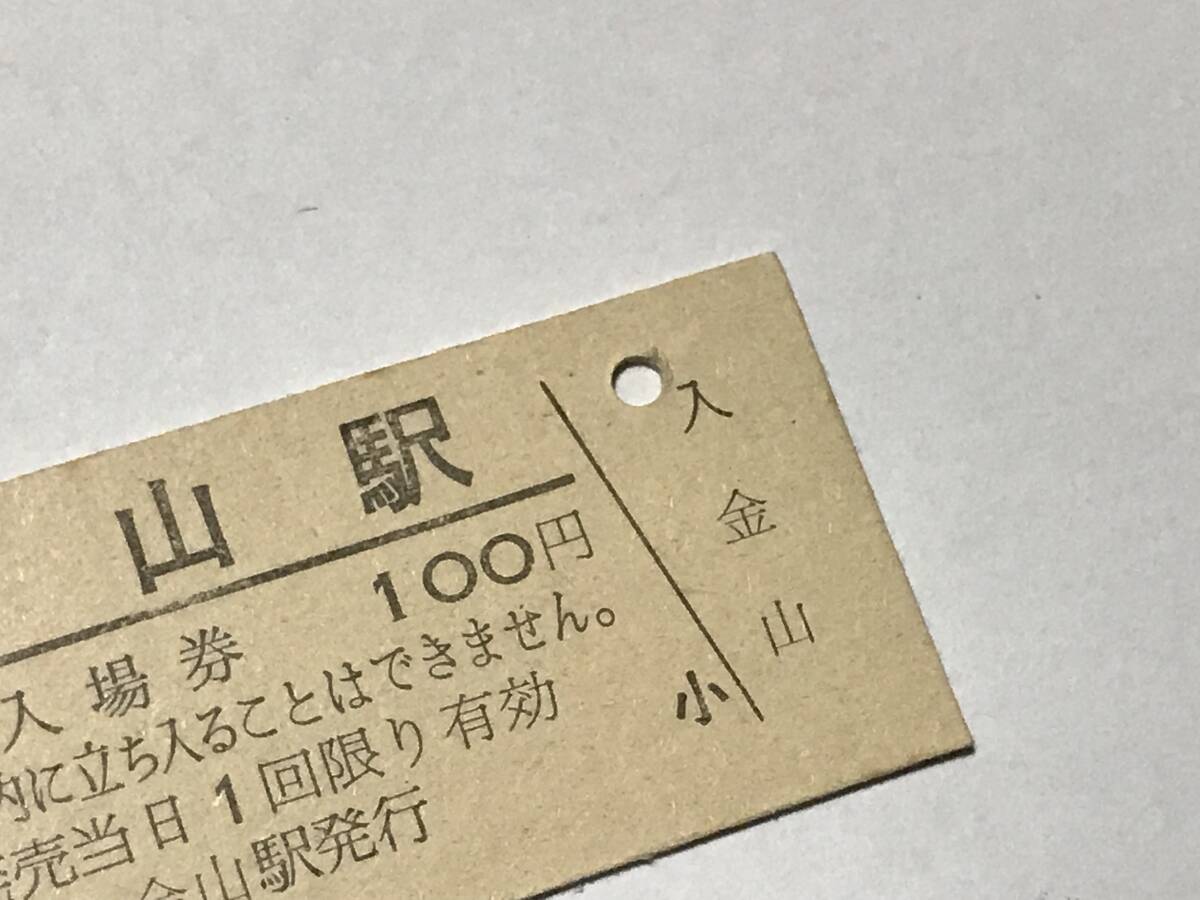 山駅
100円
入場券
内に立ち入ることはできません。
発売当日1回限り有効
金山駅発行
入
金
山
小